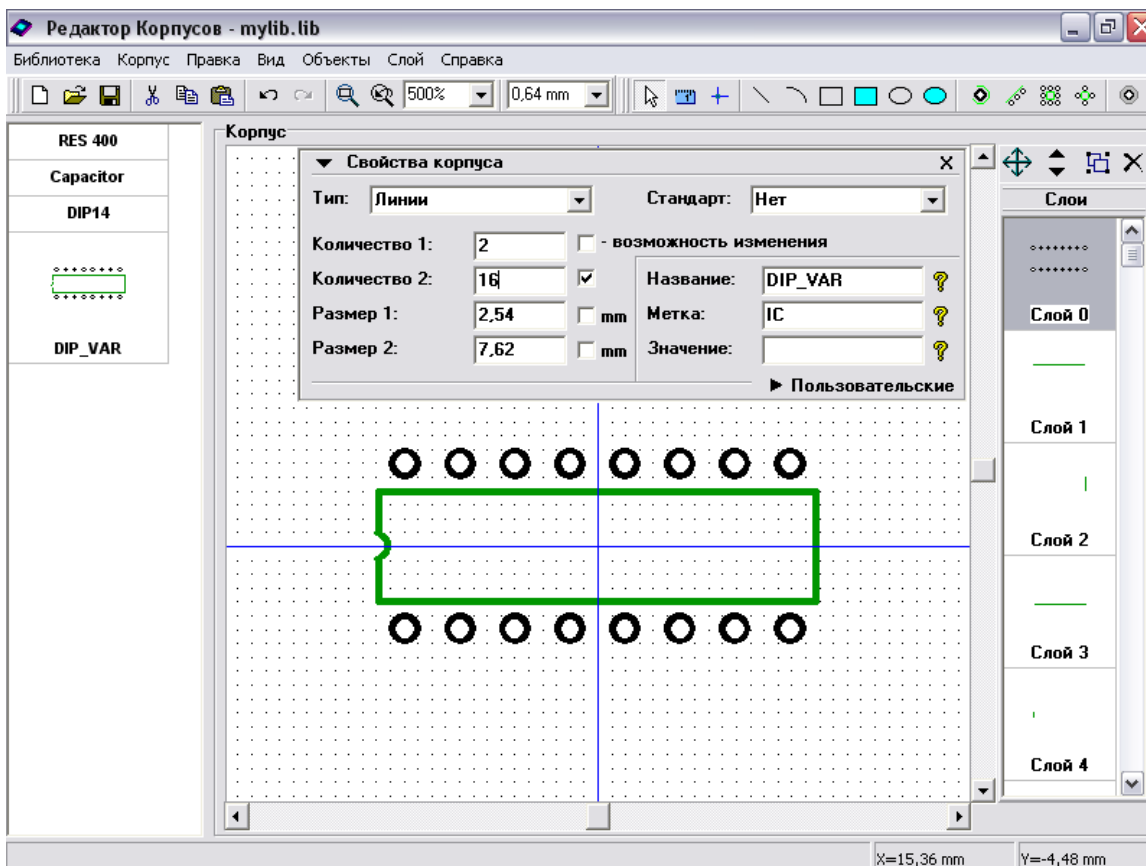 Редактор Корпусов - mylib.lib
Библиотека Корпус Правка Вид Объекты Слой Справка
500% 0,64 mm
RES 400
Capacitor
DIP14
DIP_VAR
Корпус
Свойства корпуса X
Тип: Линии Стандарт: Нет
Количество 1: 2 - возможность изменения
Количество 2: 16 Название: DIP_VAR ?
Размер 1: 2,54 mm Метка: IC ?
Размер 2: 7,62 mm Значение: ?
Пользовательские
Слои
Слой 0
Слой 1
Слой 2
Слой 3
Слой 4
X=15,36 mm Y=-4,48 mm